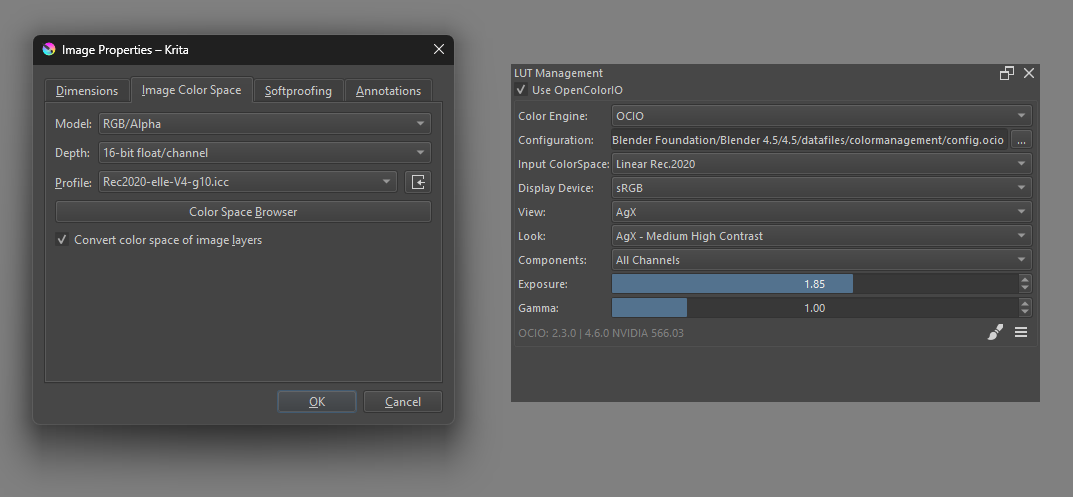 Image Properties – Krita
Dimensions
Image Color Space
Softproofing
Annotations
Model: RGB/Alpha
Depth: 16-bit float/channel
Profile: Rec2020-elle-V4-g10.icc
Color Space Browser
Convert color space of image layers
OK
Cancel
LUT Management
Use OpenColorIO
Color Engine: OCIO
Configuration: Blender Foundation/Blender 4.5/4.5/datafiles/colormanagement/config.ocio ...
Input ColorSpace: Linear Rec.2020
Display Device: sRGB
View: AgX
Look: AgX - Medium High Contrast
Components: All Channels
Exposure: 1.85
Gamma: 1.00
OCIO: 2.3.0 | 4.6.0 NVIDIA 566.03